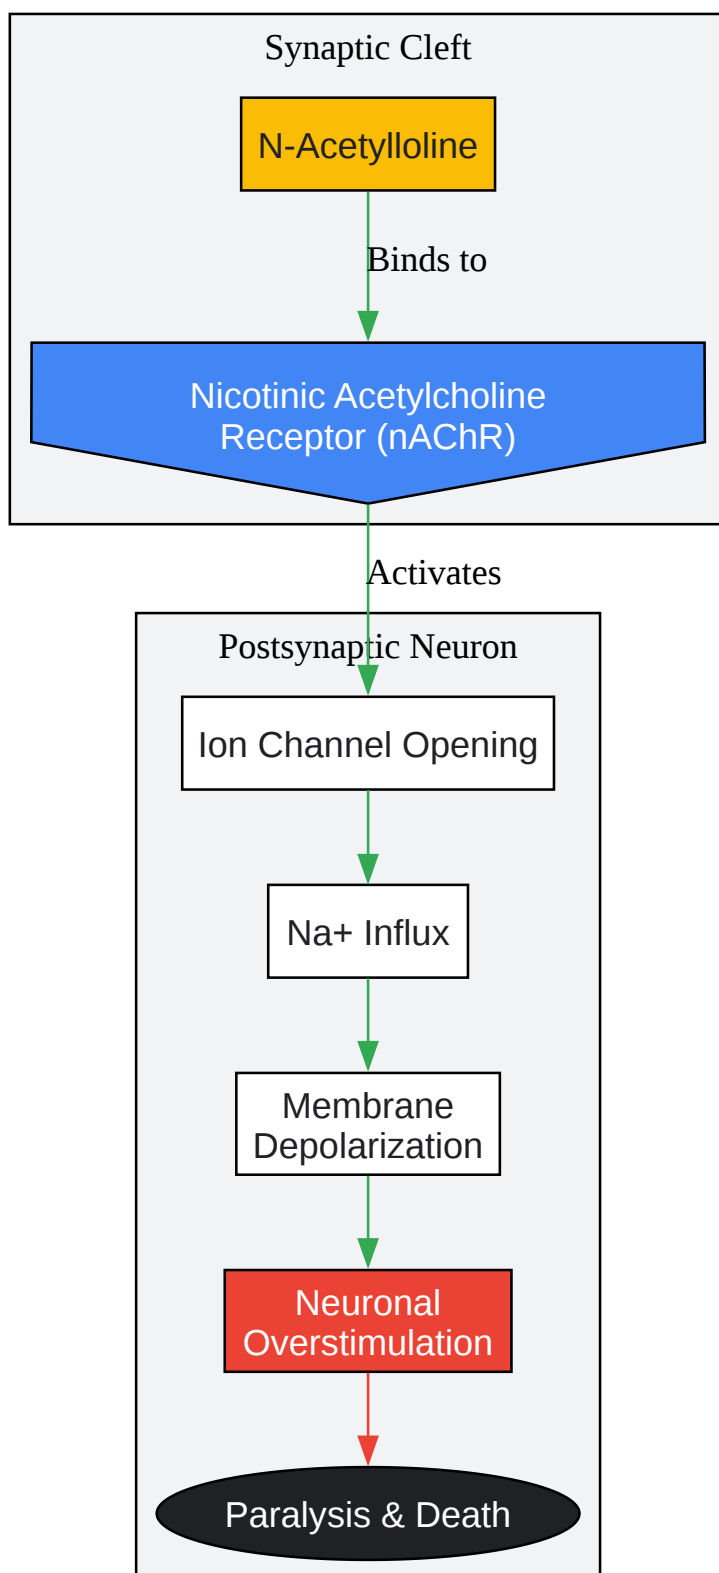 Synaptic Cleft
N-Acetylloline
Binds to
Nicotinic Acetylcholine
Receptor (nAChR)
Activates
Postsynaptic Neuron
Ion Channel Opening
Na+ Influx
Membrane
Depolarization
Neuronal
Overstimulation
Paralysis & Death